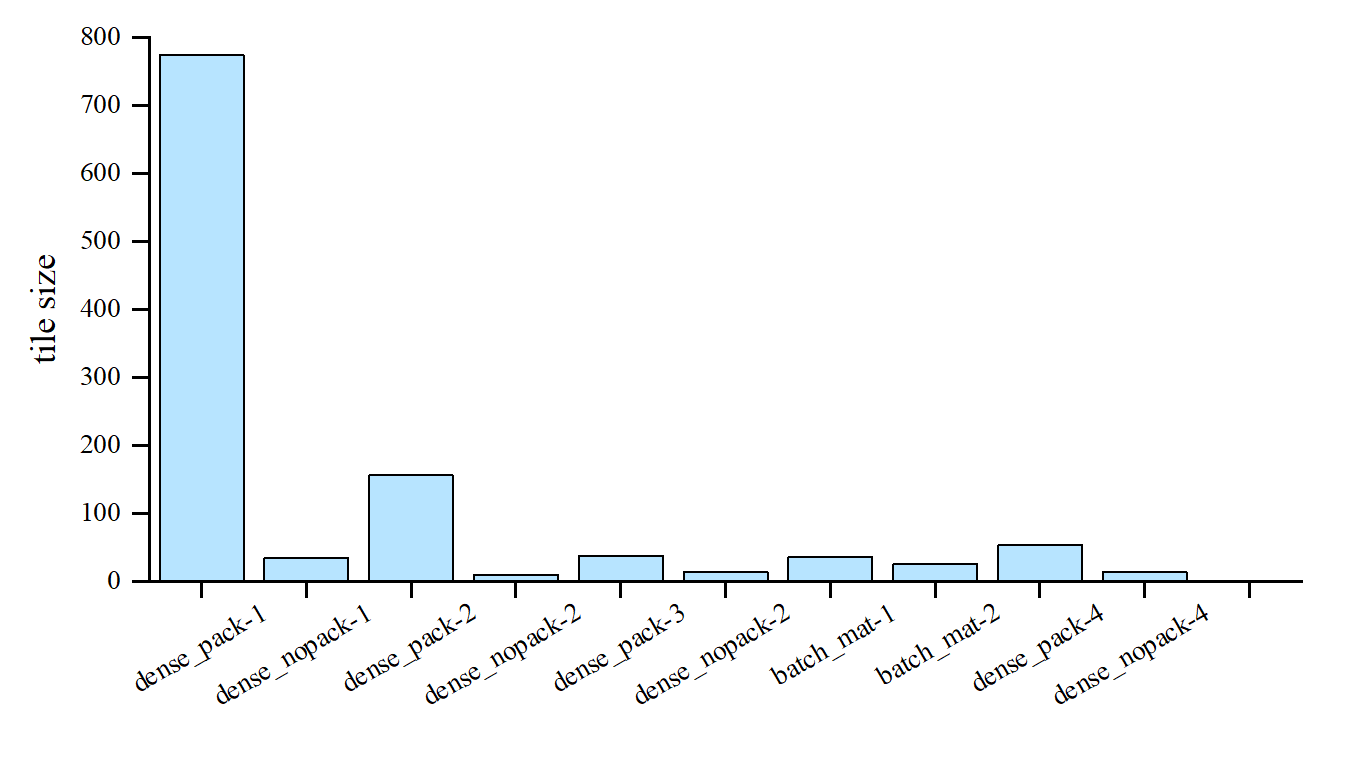 800
700
600
500
400
300
200
100
0
tile size
dense_pack-1
dense_nopack-1
dense_pack-2
dense_nopack-2
dense_pack-3
dense_nopack-2
batch_mat-1
batch_mat-2
dense_pack-4
dense_nopack-4